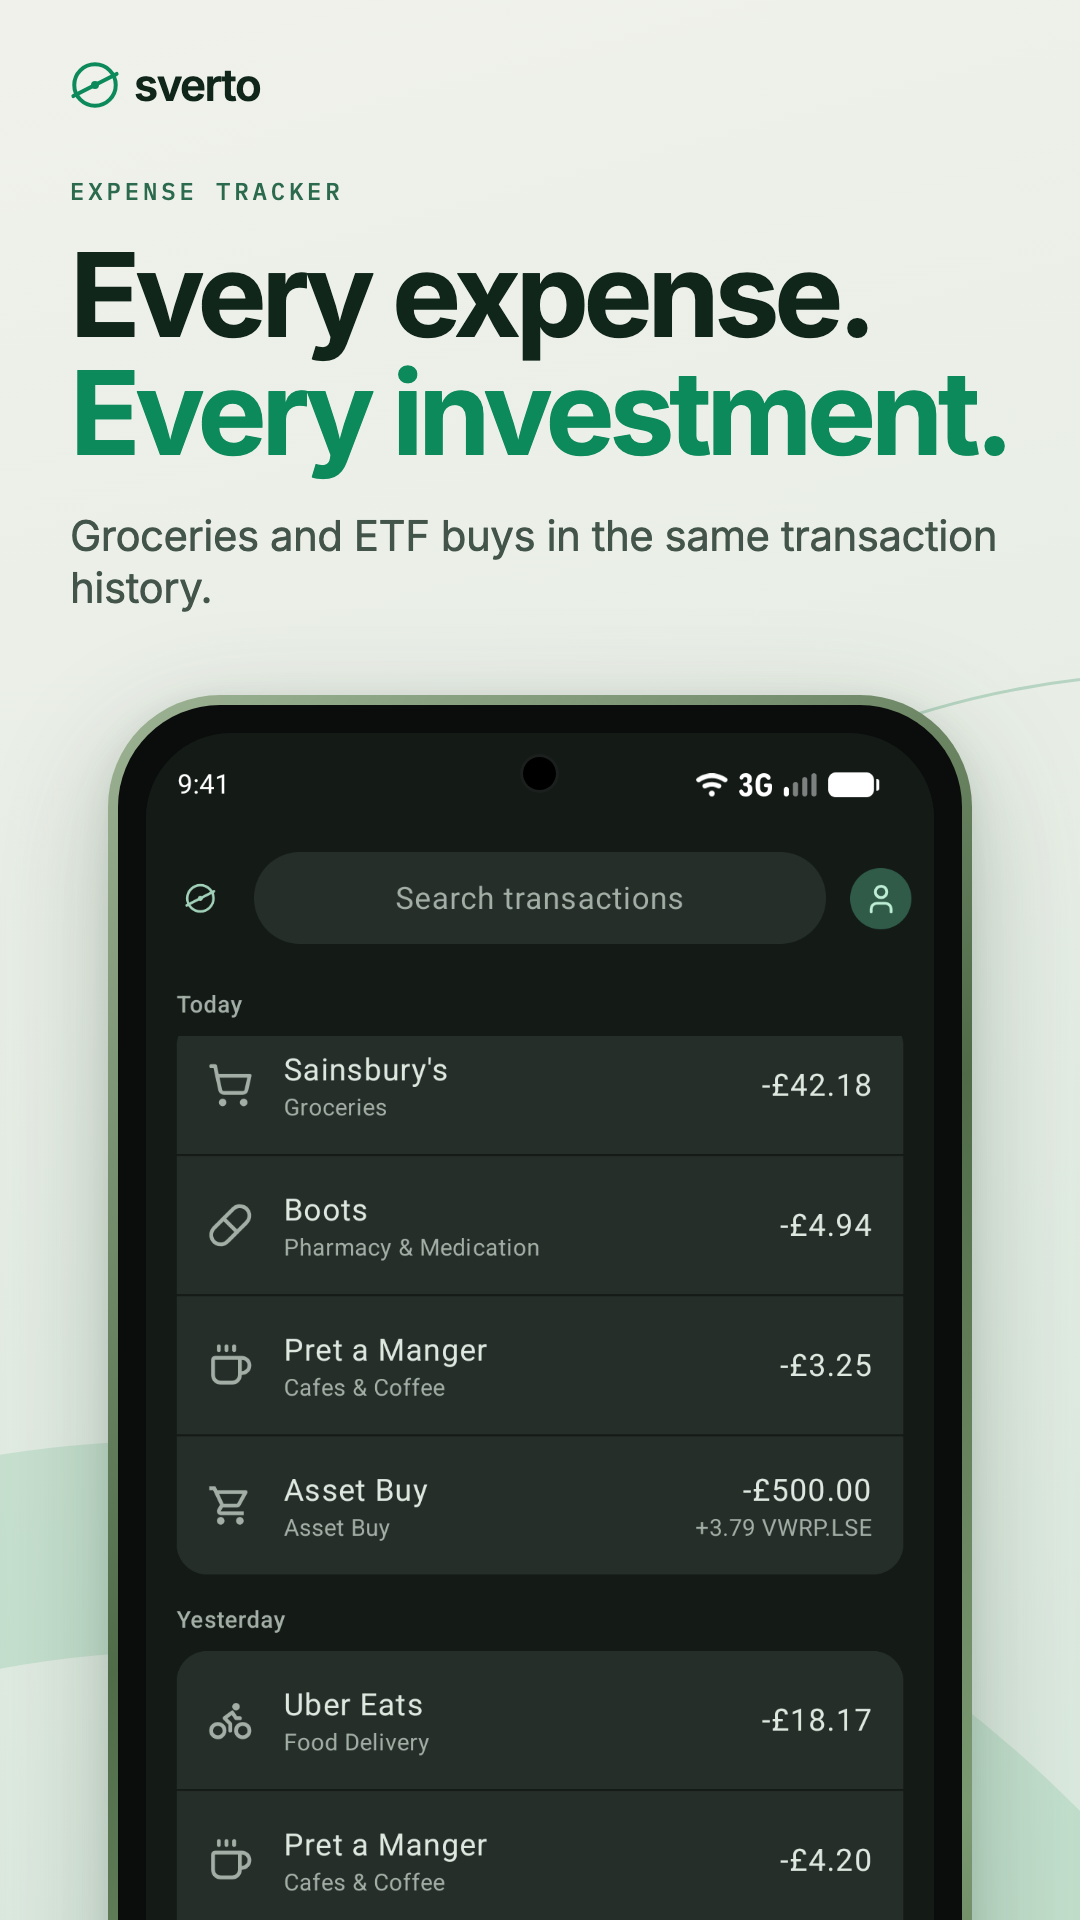 sverto
EXPENSE TRACKER
Every expense.
Every investment.
Groceries and ETF buys in the same transaction
history.
9:41
3G
Search transactions
Today
Sainsbury's
-£42.18
Groceries
Boots
-£4.94
Pharmacy & Medication
Pret a Manger
-£3.25
Cafes & Coffee
Asset Buy
-£500.00
Asset Buy
+3.79 VWRP.LSE
Yesterday
Uber Eats
-£18.17
Food Delivery
Pret a Manger
-£4.20
Cafes & Coffee